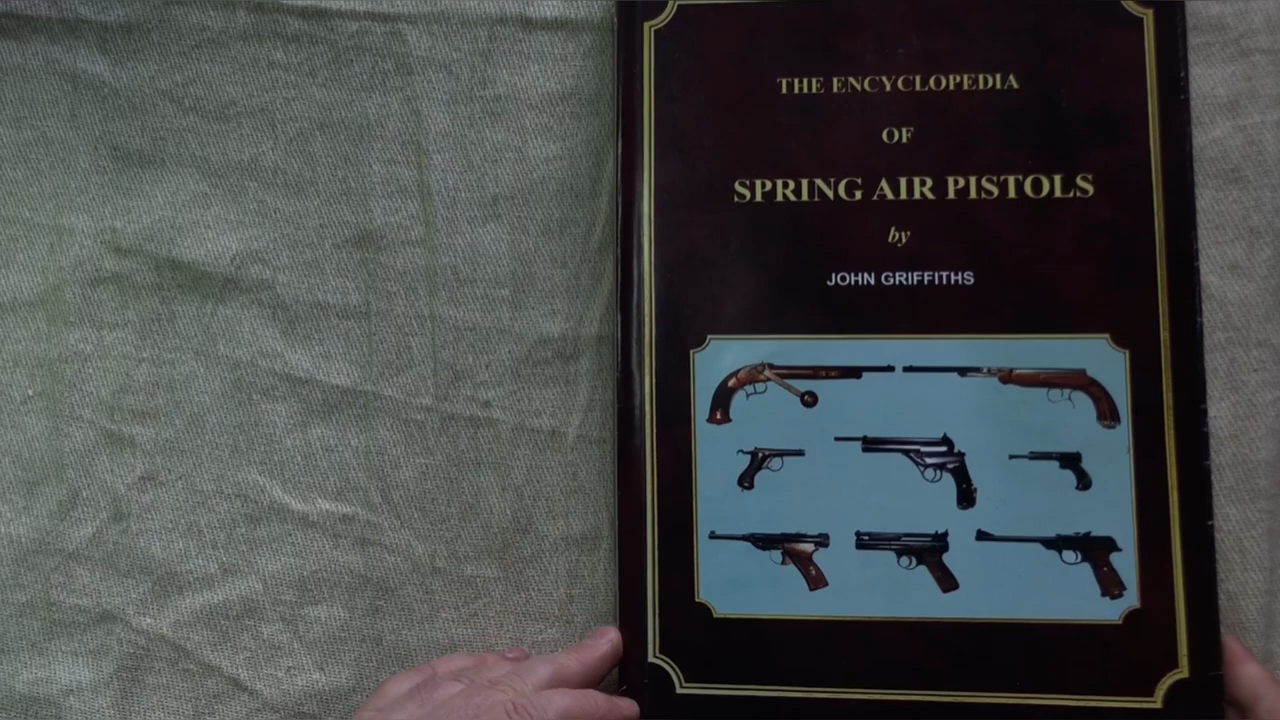 THE ENCYCLOPEDIA
OF
SPRING AIR PISTOLS
by
JOHN GRIFFITHS